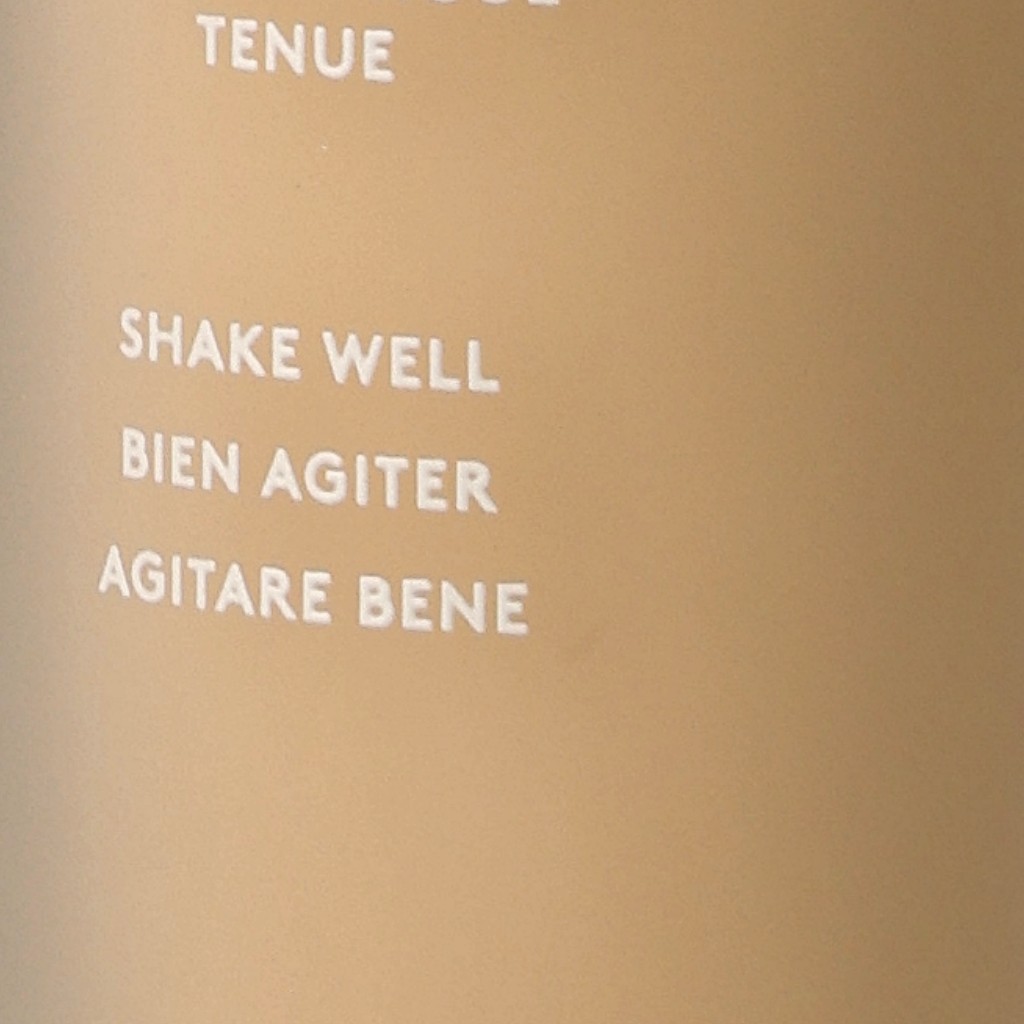 TENUE
SHAKE WELL
BIEN AGITER
AGITARE BENE